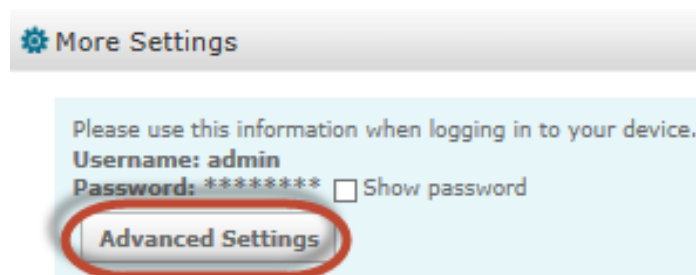 More Settings
Please use this information when logging in to your device.
Username: admin
Password: ******** Show password
Advanced Settings